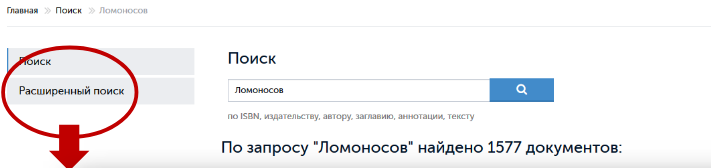 Главная » Поиск » Ломоносов
Поиск
Расширенный поиск
Поиск
Ломоносов
по ISBN, издательству, автору, заглавию, аннотации, тексту
По запросу "Ломоносов" найдено 1577 документов: